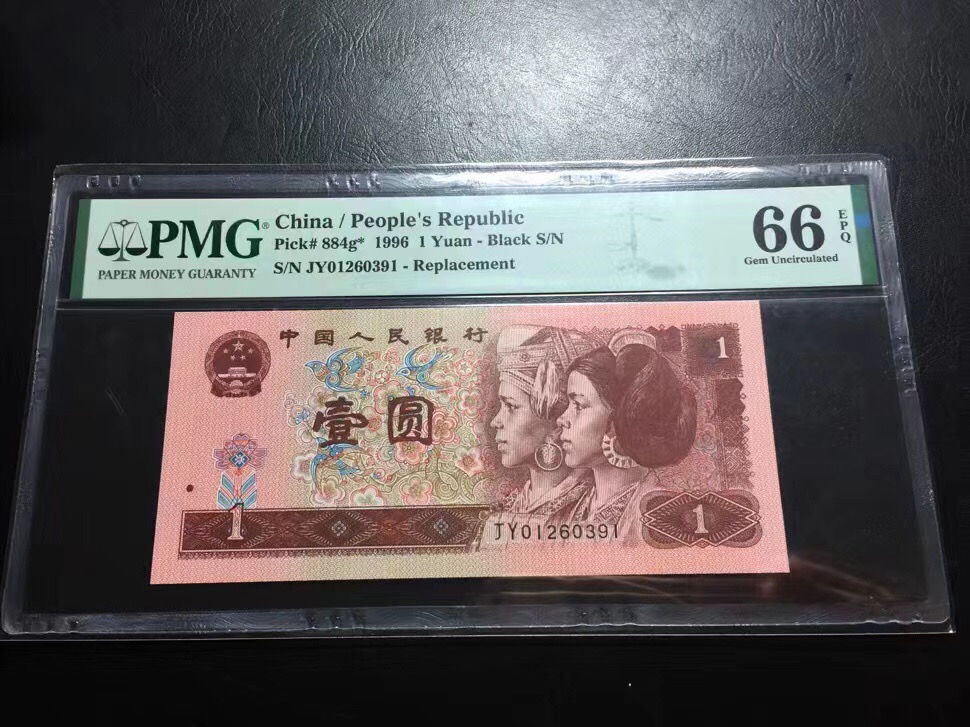 PMG
PAPER MONEY GUARANTY
China / People's Republic
Pick# 884g* 1996 1 Yuan - Black S/N
S/N JY01260391 - Replacement
66 EPQ
Gem Uncirculated
中国人民银行
1
壹圆
1
JY01260391
1